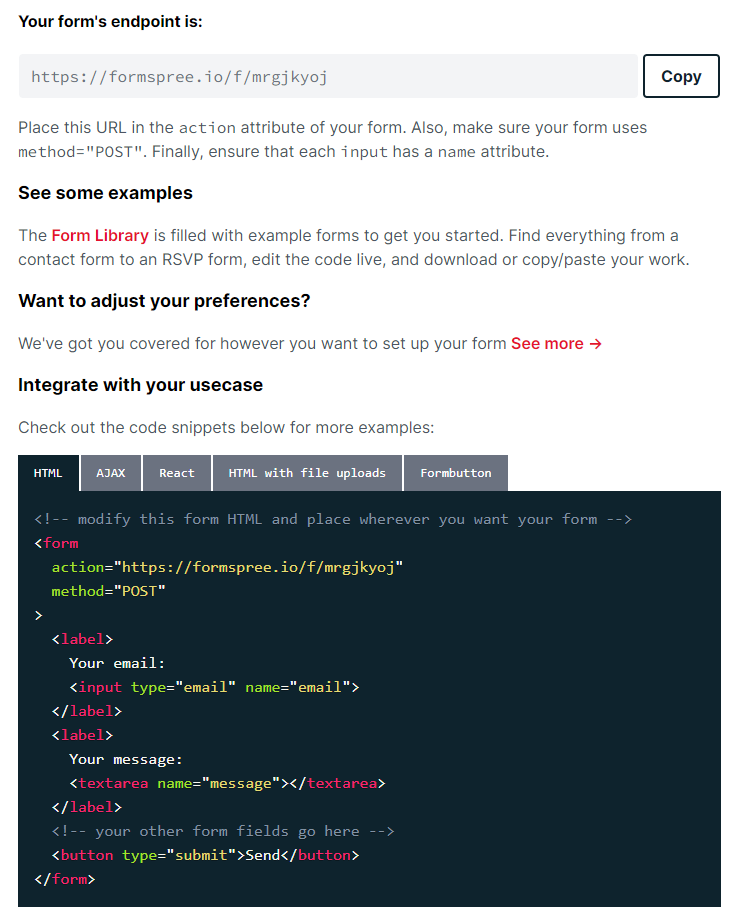 Your form's endpoint is:
https://formspree.io/f/mrgjkyoj
Copy
Place this URL in the action attribute of your form. Also, make sure your form uses
method="POST". Finally, ensure that each input has a name attribute.
See some examples
The Form Library is filled with example forms to get you started. Find everything from a
contact form to an RSVP form, edit the code live, and download or copy/paste your work.
Want to adjust your preferences?
We've got you covered for however you want to set up your form See more →
Integrate with your usecase
Check out the code snippets below for more examples:
HTML AJAX React HTML with file uploads Formbutton
<!-- modify this form HTML and place wherever you want your form -->
<form
  action="https://formspree.io/f/mrgjkyoj"
  method="POST"
>
  <label>
    Your email:
    <input type="email" name="email">
  </label>
  <label>
    Your message:
    <textarea name="message"></textarea>
  </label>
  <!-- your other form fields go here -->
  <button type="submit">Send</button>
</form>